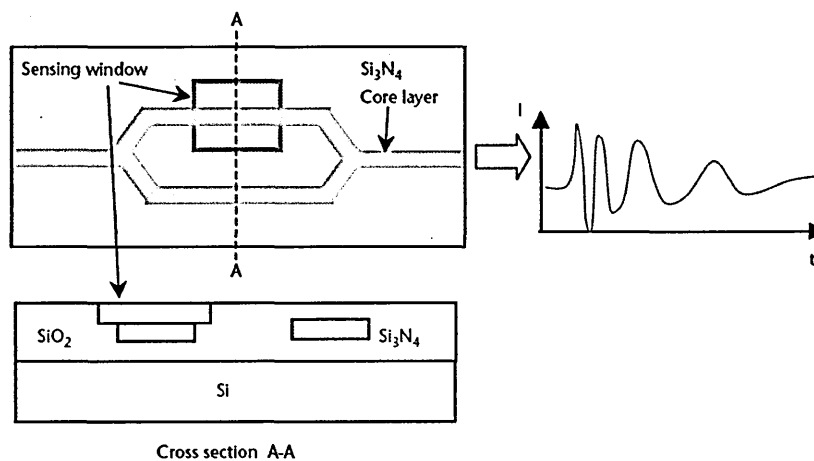 A
Sensing window
Si₃N₄
Core layer
I
t
A
SiO₂
Si₃N₄
Si
Cross section A-A